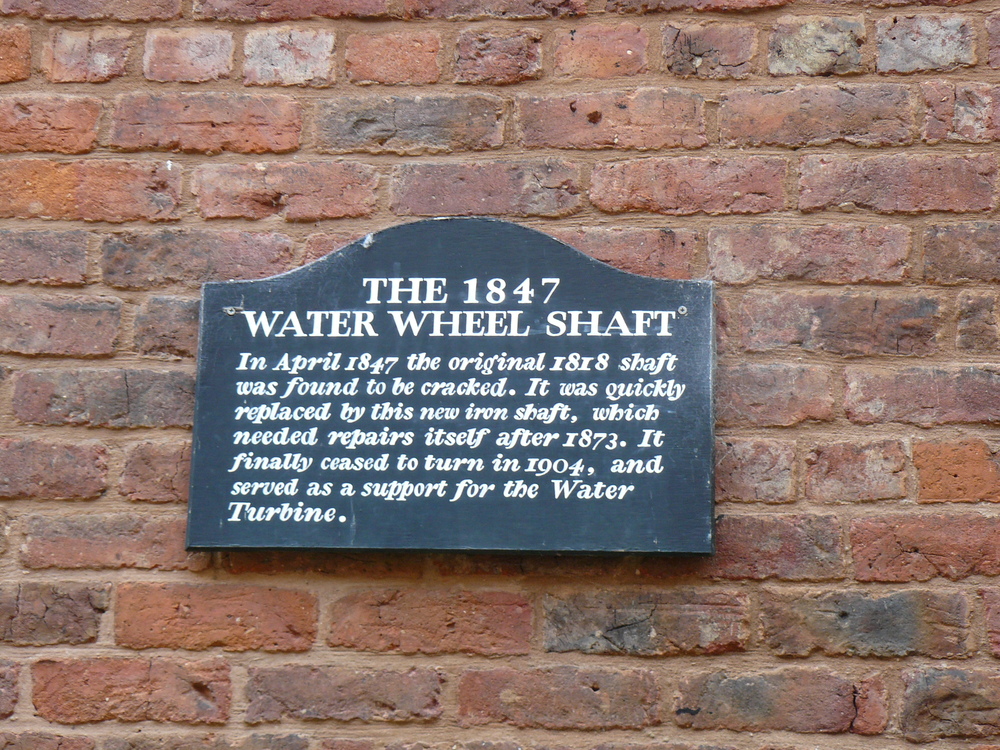 THE 1847
WATER WHEEL SHAFT
In April 1847 the original 1818 shaft
was found to be cracked. It was quickly
replaced by this new iron shaft, which
needed repairs itself after 1873. It
finally ceased to turn in 1904, and
served as a support for the Water
Turbine.